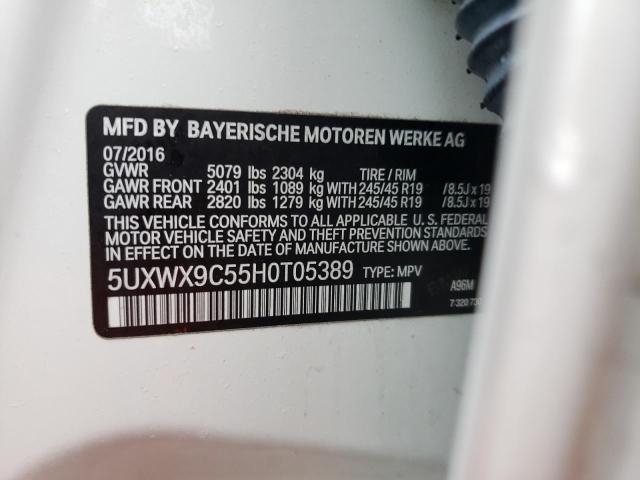 MFD BY BAYERISCHE MOTOREN WERKE AG
07/2016
GVWR 5079 lbs 2304 kg TIRE / RIM
GAWR FRONT 2401 lbs 1089 kg WITH 245/45 R19 /8.5J x 19
GAWR REAR 2820 lbs 1279 kg WITH 245/45 R19 /8.5J x 19
THIS VEHICLE CONFORMS TO ALL APPLICABLE U. S. FEDERAL
MOTOR VEHICLE SAFETY AND THEFT PREVENTION STANDARDS
IN EFFECT ON THE DATE OF MANUFACTURE SHOWN ABOVE.
5UXWX9C55H0T05389 TYPE: MPV
A96M
7 320 730